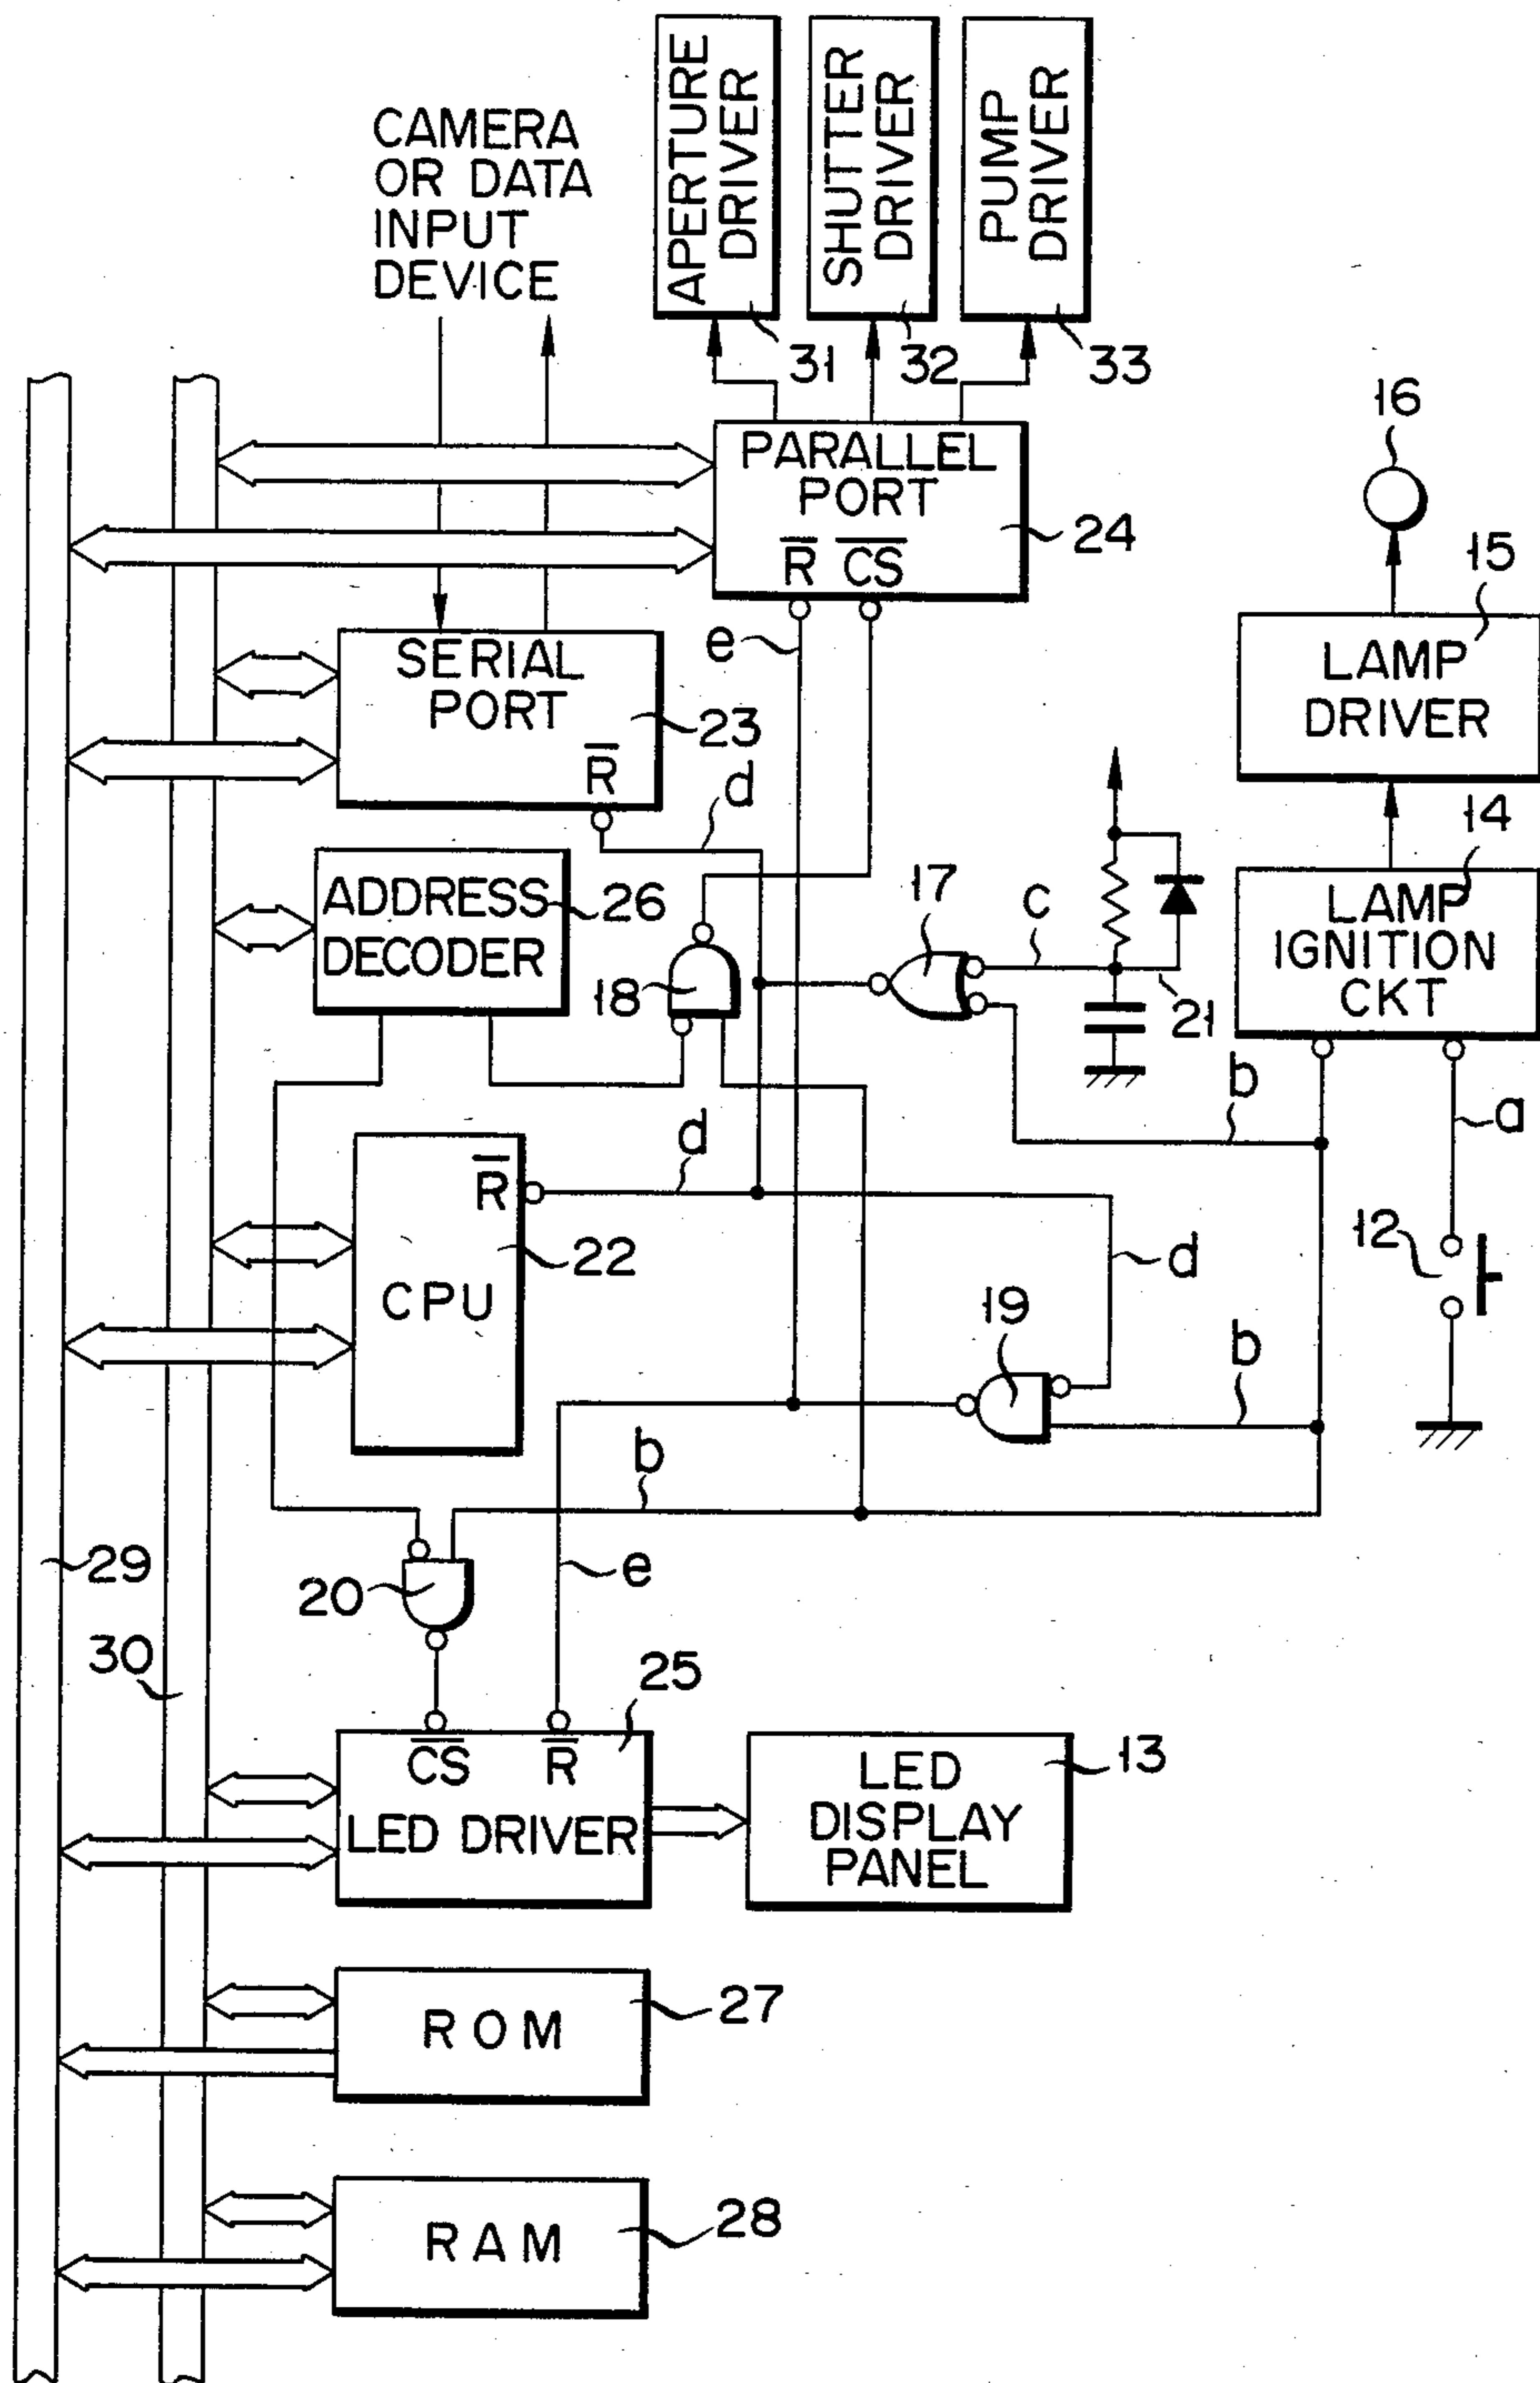 APERTURE
DRIVER
31
SHUTTER
DRIVER
32
PUMP
DRIVER
33
CAMERA
OR DATA
INPUT
DEVICE
PARALLEL
PORT
R CS
24
e
16
15
LAMP
DRIVER
SERIAL
PORT
R
23
d
14
LAMP
IGNITION
CKT
ADDRESS
DECODER
26
18
17
c
21
b
a
12
CPU
R
22
d
d
19
b
b
29
20
e
30
25
CS R
LED DRIVER
13
LED
DISPLAY
PANEL
ROM
27
RAM
28